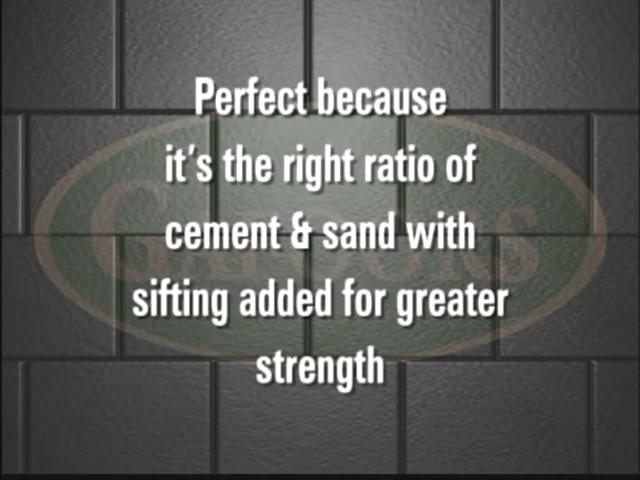 Perfect because
it's the right ratio of
cement & sand with
sifting added for greater
strength